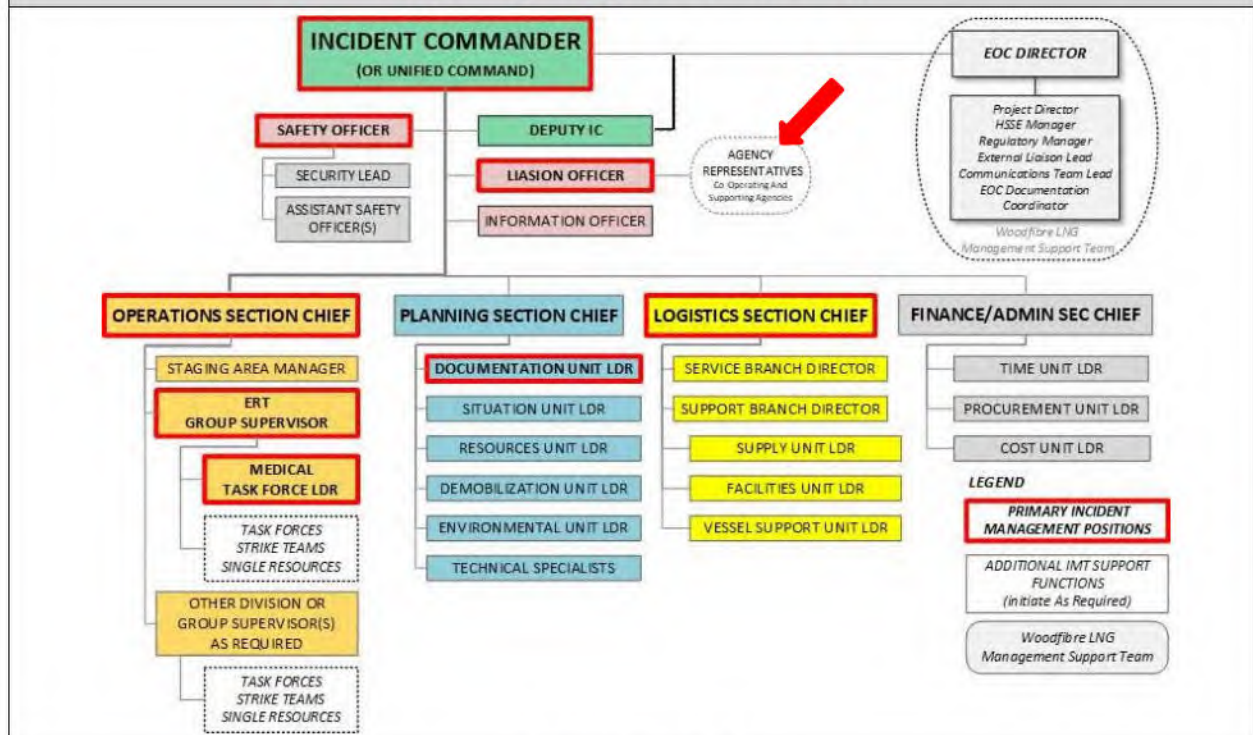 INCIDENT COMMANDER
(OR UNIFIED COMMAND)
EOC DIRECTOR
Project Director
HSSE Manager
Regulatory Manager
External Liaison Lead
Communications Team Lead
EOC Documentation
Coordinator
Woodfibre LNG
Management Support Team
SAFETY OFFICER
DEPUTY IC
SECURITY LEAD
LIASION OFFICER
AGENCY
REPRESENTATIVES
Co Operating And
Supporting Agencies
ASSISTANT SAFETY
OFFICER(S)
INFORMATION OFFICER
OPERATIONS SECTION CHIEF
STAGING AREA MANAGER
ERT
GROUP SUPERVISOR
MEDICAL
TASK FORCE LDR
TASK FORCES
STRIKE TEAMS
SINGLE RESOURCES
OTHER DIVISION OR
GROUP SUPERVISOR(S)
AS REQUIRED
TASK FORCES
STRIKE TEAMS
SINGLE RESOURCES
PLANNING SECTION CHIEF
DOCUMENTATION UNIT LDR
SITUATION UNIT LDR
RESOURCES UNIT LDR
DEMOBILIZATION UNIT LDR
ENVIRONMENTAL UNIT LDR
TECHNICAL SPECIALISTS
LOGISTICS SECTION CHIEF
SERVICE BRANCH DIRECTOR
SUPPORT BRANCH DIRECTOR
SUPPLY UNIT LDR
FACILITIES UNIT LDR
VESSEL SUPPORT UNIT LDR
FINANCE/ADMIN SEC CHIEF
TIME UNIT LDR
PROCUREMENT UNIT LDR
COST UNIT LDR
LEGEND
PRIMARY INCIDENT
MANAGEMENT POSITIONS
ADDITIONAL IMT SUPPORT
FUNCTIONS
(Initiate As Required)
Woodfibre LNG
Management Support Team